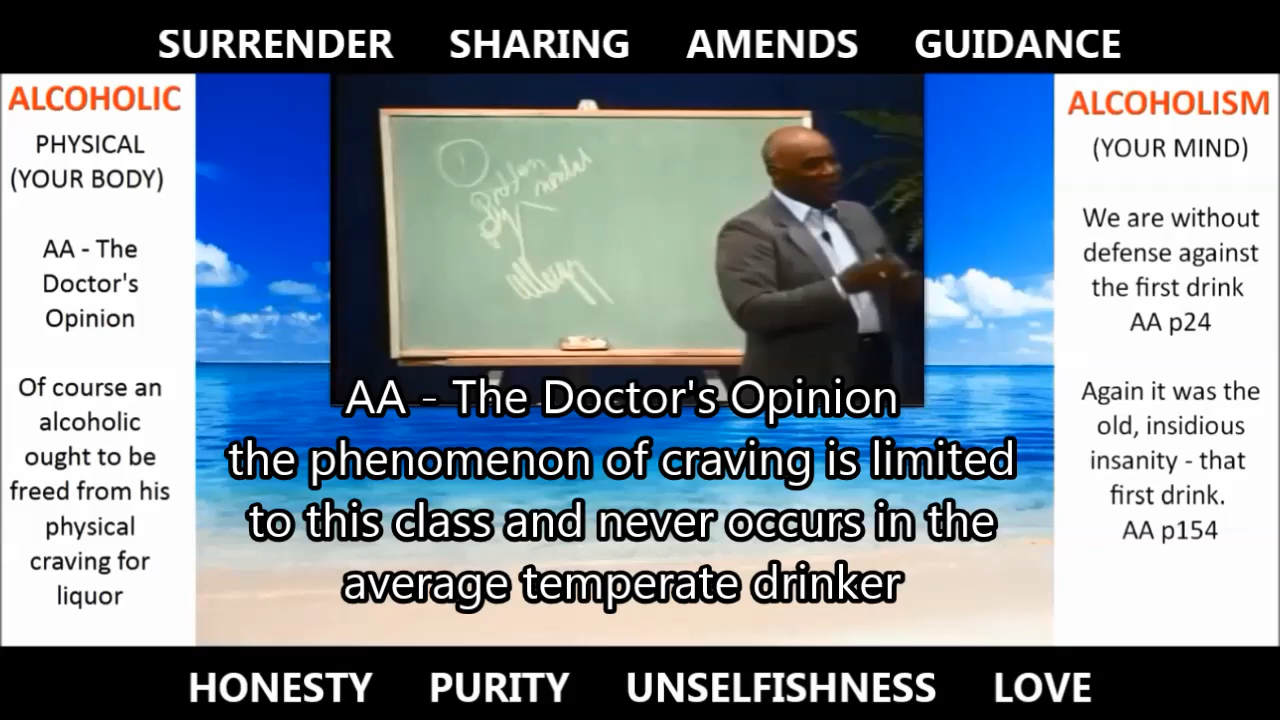 SURRENDER SHARING AMENDS GUIDANCE
ALCOHOLIC
PHYSICAL
(YOUR BODY)
AA - The
Doctor's
Opinion
Of course an
alcoholic
ought to be
freed from his
physical
craving for
liquor
1
allergy
AA - The Doctor's Opinion
the phenomenon of craving is limited
to this class and never occurs in the
average temperate drinker
ALCOHOLISM
(YOUR MIND)
We are without
defense against
the first drink
AA p24
Again it was the
old, insidious
insanity - that
first drink.
AA p154
HONESTY PURITY UNSELFISHNESS LOVE